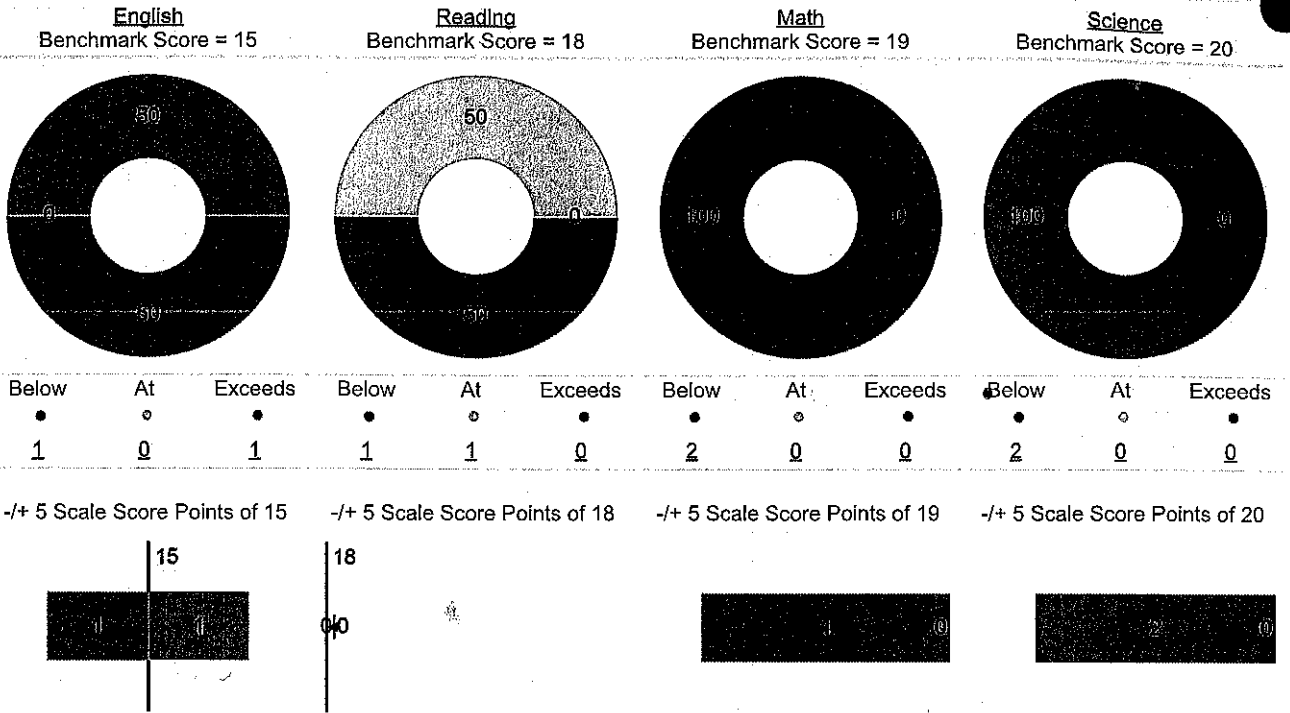 English
Benchmark Score = 15
Reading
Benchmark Score = 18
Math
Benchmark Score = 19
Science
Benchmark Score = 20
50
0
50
50
0
50
100
0
100
0
Below At Exceeds
1 0 1
Below At Exceeds
1 1 0
Below At Exceeds
2 0 0
Below At Exceeds
2 0 0
-/+ 5 Scale Score Points of 15
-/+ 5 Scale Score Points of 18
-/+ 5 Scale Score Points of 19
-/+ 5 Scale Score Points of 20
15
1 1
18
0 0
1 0
2 0